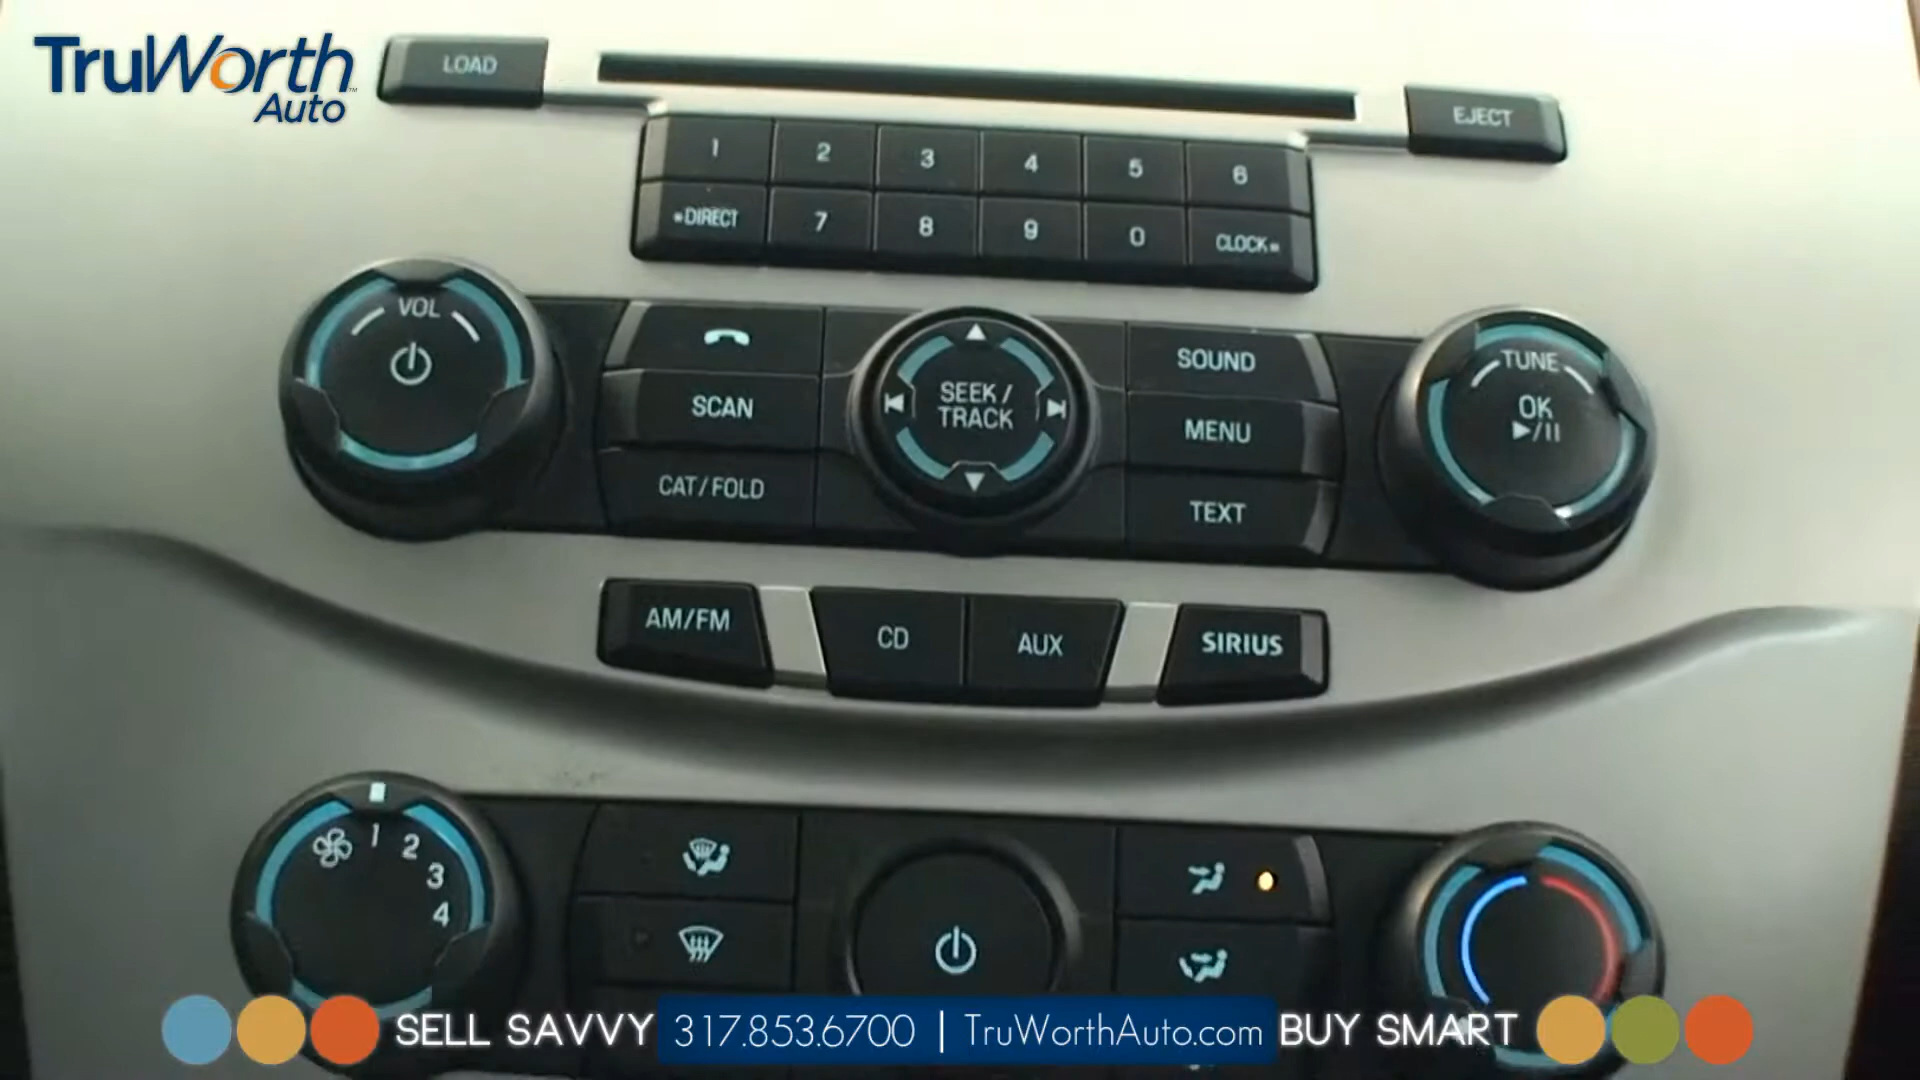 TruWorth
Auto
LOAD
EJECT
1 2 3 4 5 6
DIRECT 7 8 9 0 CLOCK
VOL
SCAN
CAT/FOLD
SEEK/
TRACK
SOUND
MENU
TEXT
TUNE
OK
AM/FM CD AUX SIRIUS
1 2 3 4
SELL SAVVY 317.853.6700 | TruWorthAuto.com BUY SMART